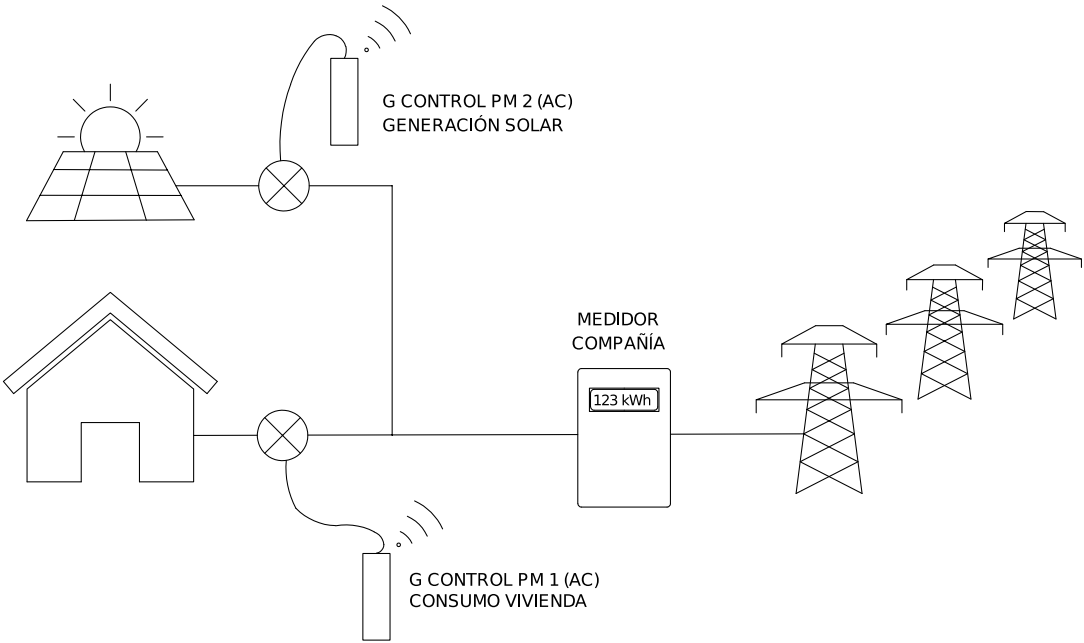 G CONTROL PM 2 (AC)
GENERACIÓN SOLAR
MEDIDOR
COMPAÑÍA
123 kWh
G CONTROL PM 1 (AC)
CONSUMO VIVIENDA